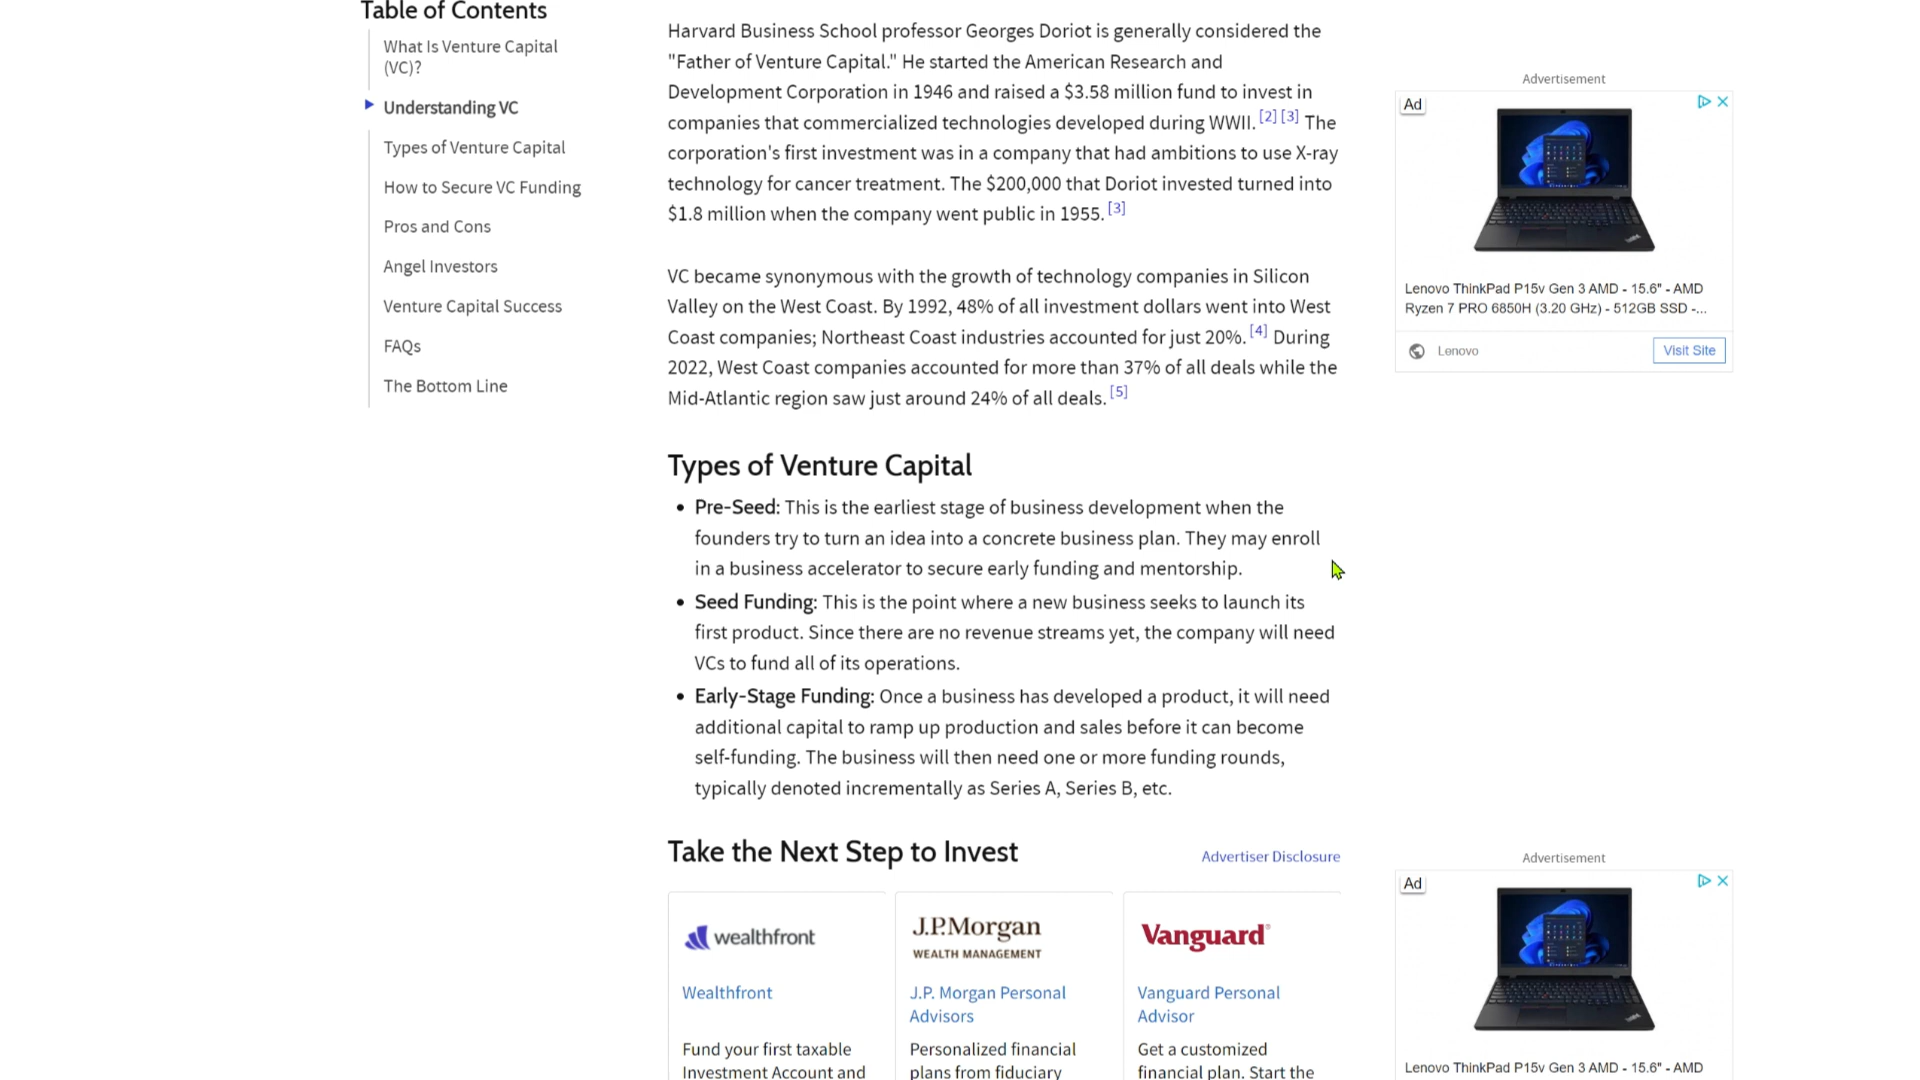 Table of Contents
What Is Venture Capital
(VC)?
Understanding VC
Types of Venture Capital
How to Secure VC Funding
Pros and Cons
Angel Investors
Venture Capital Success
FAQs
The Bottom Line
Harvard Business School professor Georges Doriot is generally considered the
"Father of Venture Capital." He started the American Research and
Development Corporation in 1946 and raised a $3.58 million fund to invest in
companies that commercialized technologies developed during WWII. [2] [3] The
corporation's first investment was in a company that had ambitions to use X-ray
technology for cancer treatment. The $200,000 that Doriot invested turned into
$1.8 million when the company went public in 1955. [3]
VC became synonymous with the growth of technology companies in Silicon
Valley on the West Coast. By 1992, 48% of all investment dollars went into West
Coast companies; Northeast Coast industries accounted for just 20%. [4] During
2022, West Coast companies accounted for more than 37% of all deals while the
Mid-Atlantic region saw just around 24% of all deals. [5]
Types of Venture Capital
• Pre-Seed: This is the earliest stage of business development when the
founders try to turn an idea into a concrete business plan. They may enroll
in a business accelerator to secure early funding and mentorship.
• Seed Funding: This is the point where a new business seeks to launch its
first product. Since there are no revenue streams yet, the company will need
VCs to fund all of its operations.
• Early-Stage Funding: Once a business has developed a product, it will need
additional capital to ramp up production and sales before it can become
self-funding. The business will then need one or more funding rounds,
typically denoted incrementally as Series A, Series B, etc.
Take the Next Step to Invest
Advertiser Disclosure
wealthfront
Wealthfront
Fund your first taxable
Investment Account and
J.P.Morgan
WEALTH MANAGEMENT
J.P. Morgan Personal
Advisors
Personalized financial
plans from fiduciary
Vanguard
Vanguard Personal
Advisor
Get a customized
financial plan. Start the
Advertisement
Ad
Lenovo ThinkPad P15v Gen 3 AMD - 15.6" - AMD
Ryzen 7 PRO 6850H (3.20 GHz) - 512GB SSD -...
Lenovo
Visit Site
Advertisement
Ad
Lenovo ThinkPad P15v Gen 3 AMD - 15.6" - AMD